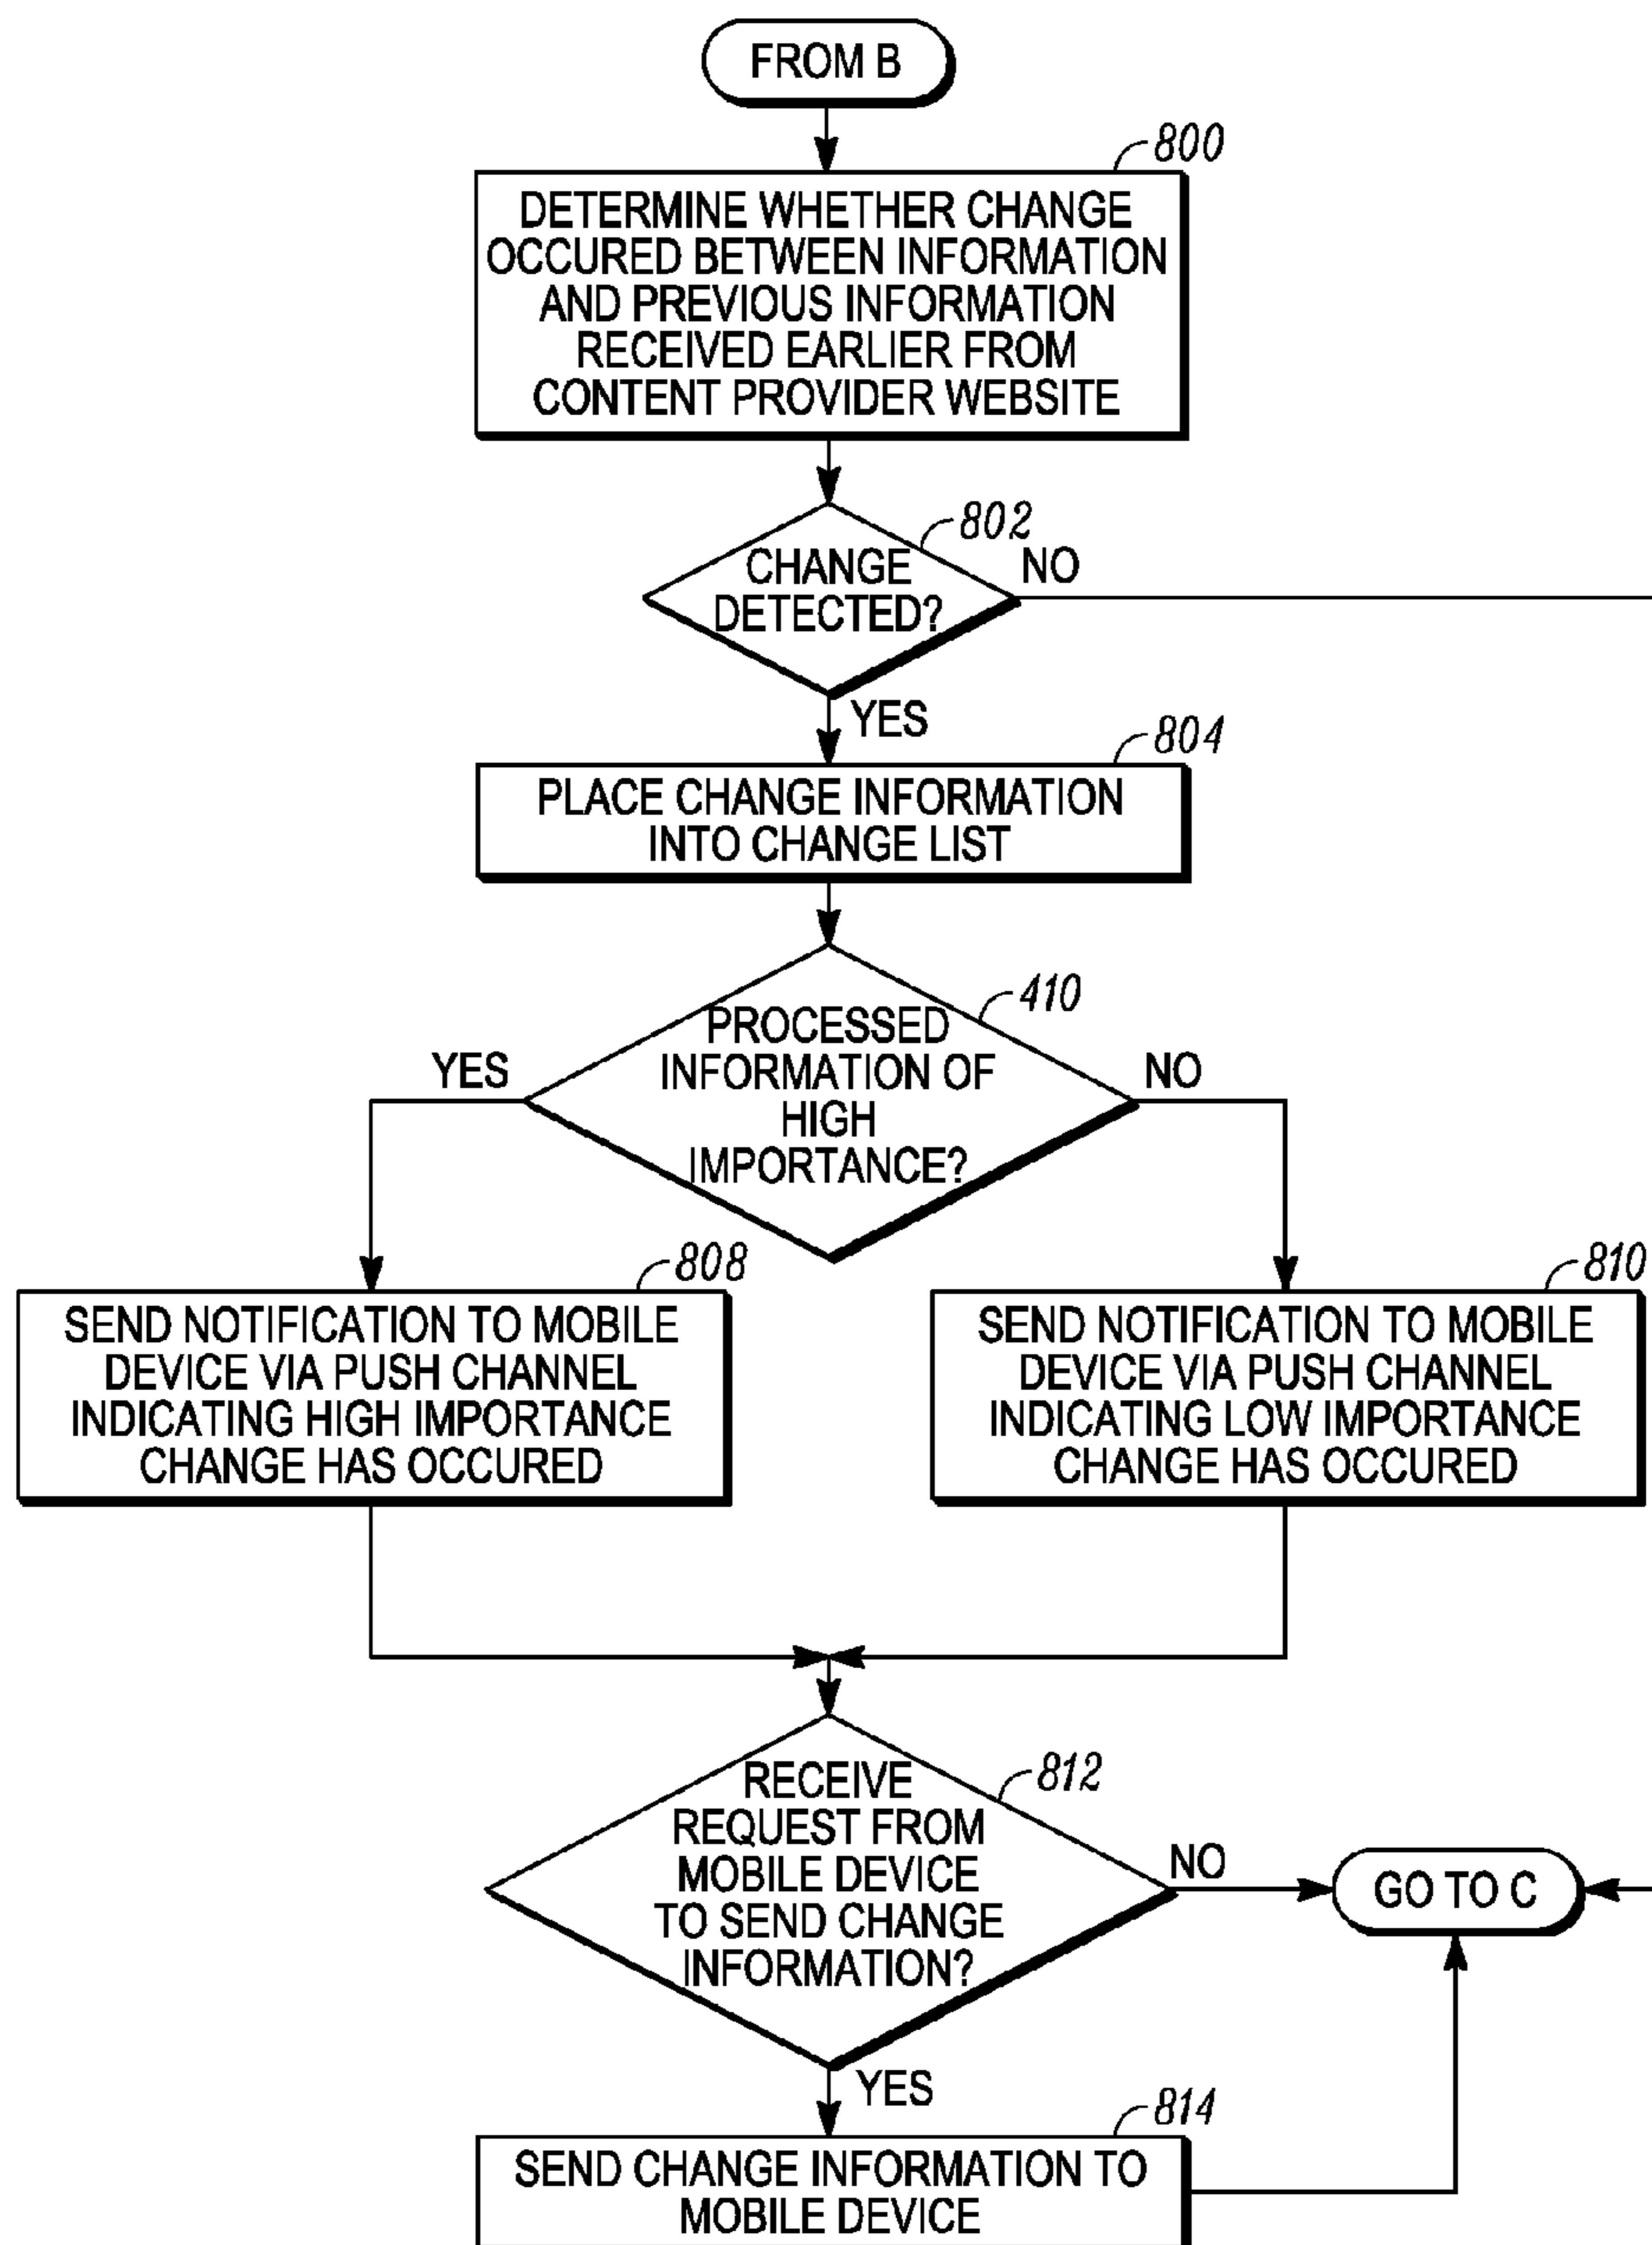 FROM B
800
DETERMINE WHETHER CHANGE
OCCURED BETWEEN INFORMATION
AND PREVIOUS INFORMATION
RECEIVED EARLIER FROM
CONTENT PROVIDER WEBSITE
802
CHANGE
DETECTED?
NO
YES
804
PLACE CHANGE INFORMATION
INTO CHANGE LIST
410
PROCESSED
INFORMATION OF
HIGH
IMPORTANCE?
YES
NO
808
SEND NOTIFICATION TO MOBILE
DEVICE VIA PUSH CHANNEL
INDICATING HIGH IMPORTANCE
CHANGE HAS OCCURED
810
SEND NOTIFICATION TO MOBILE
DEVICE VIA PUSH CHANNEL
INDICATING LOW IMPORTANCE
CHANGE HAS OCCURED
812
RECEIVE
REQUEST FROM
MOBILE DEVICE
TO SEND CHANGE
INFORMATION?
NO
GO TO C
YES
814
SEND CHANGE INFORMATION TO
MOBILE DEVICE